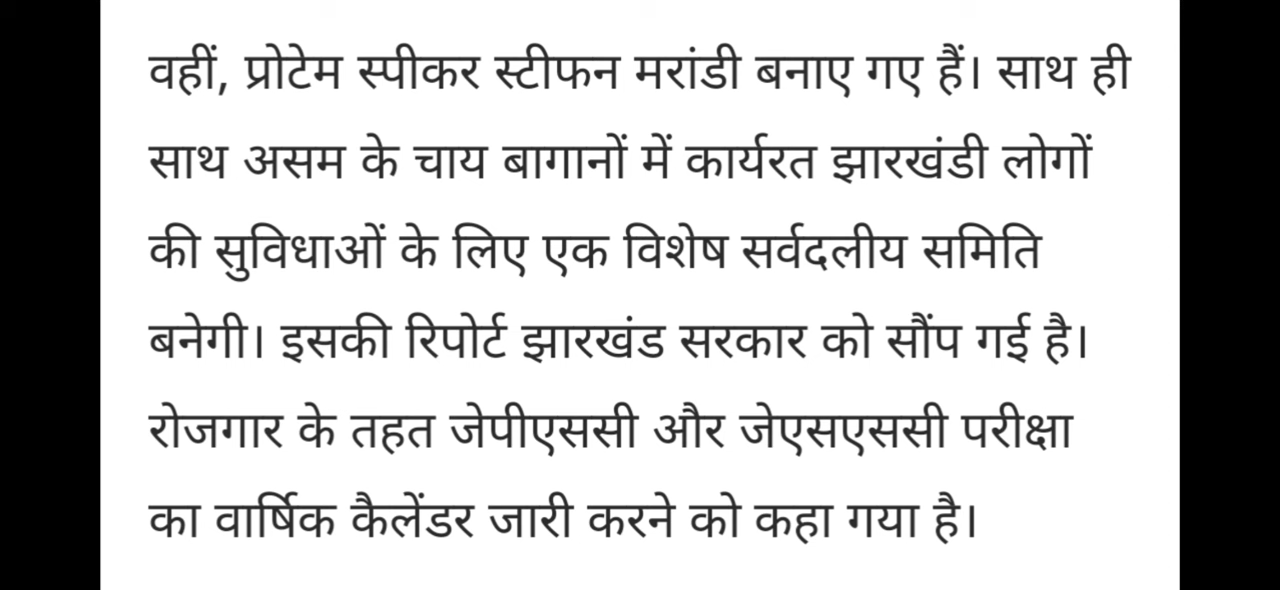 वहीं, प्रोटेम स्पीकर स्टीफन मरांडी बनाए गए हैं। साथ ही
साथ असम के चाय बागानों में कार्यरत झारखंडी लोगों
की सुविधाओं के लिए एक विशेष सर्वदलीय समिति
बनेगी। इसकी रिपोर्ट झारखंड सरकार को सौंप गई है।
रोजगार के तहत जेपीएससी और जेएसएससी परीक्षा
का वार्षिक कैलेंडर जारी करने को कहा गया है।